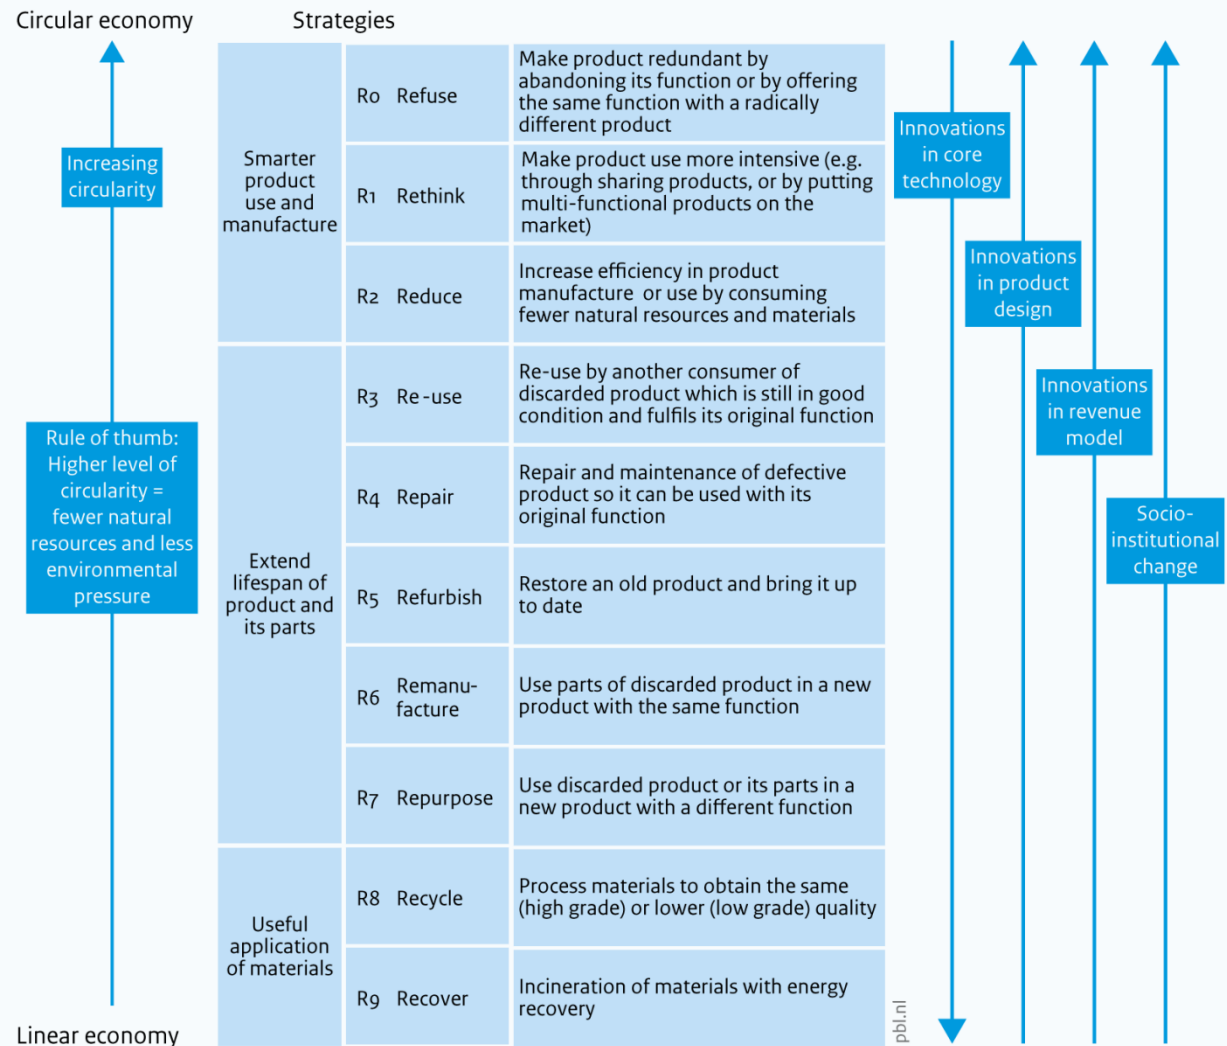 Circular economy
Strategies
Increasing
circularity
Rule of thumb:
Higher level of
circularity =
fewer natural
resources and less
environmental
pressure
Linear economy
Smarter
product
use and
manufacture
Ro Refuse
Make product redundant by
abandoning its function or by offering
the same function with a radically
different product
R1 Rethink
Make product use more intensive (e.g.
through sharing products, or by putting
multi-functional products on the
market)
R2 Reduce
Increase efficiency in product
manufacture or use by consuming
fewer natural resources and materials
Extend
lifespan of
product and
its parts
R3 Re-use
Re-use by another consumer of
discarded product which is still in good
condition and fulfils its original function
R4 Repair
Repair and maintenance of defective
product so it can be used with its
original function
R5 Refurbish
Restore an old product and bring it up
to date
R6 Remanu-
facture
Use parts of discarded product in a new
product with the same function
R7 Repurpose
Use discarded product or its parts in a
new product with a different function
Useful
application
of materials
R8 Recycle
Process materials to obtain the same
(high grade) or lower (low grade) quality
R9 Recover
Incineration of materials with energy
recovery
pbl.nl
Innovations
in core
technology
Innovations
in product
design
Innovations
in revenue
model
Socio-
institutional
change